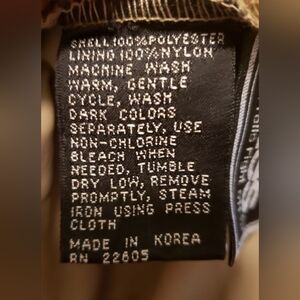 SHELL 100% POLYESTER
LINING 100% NYLON
MACHINE WASH
WARM, GENTLE
CYCLE, WASH
DARK COLORS
SEPARATELY, USE
NON-CHLORINE
BLEACH WHEN
NEEDED, TUMBLE
DRY LOW, REMOVE
PROMPTLY, STEAM
IRON USING PRESS
CLOTH
MADE IN KOREA
RN 22605